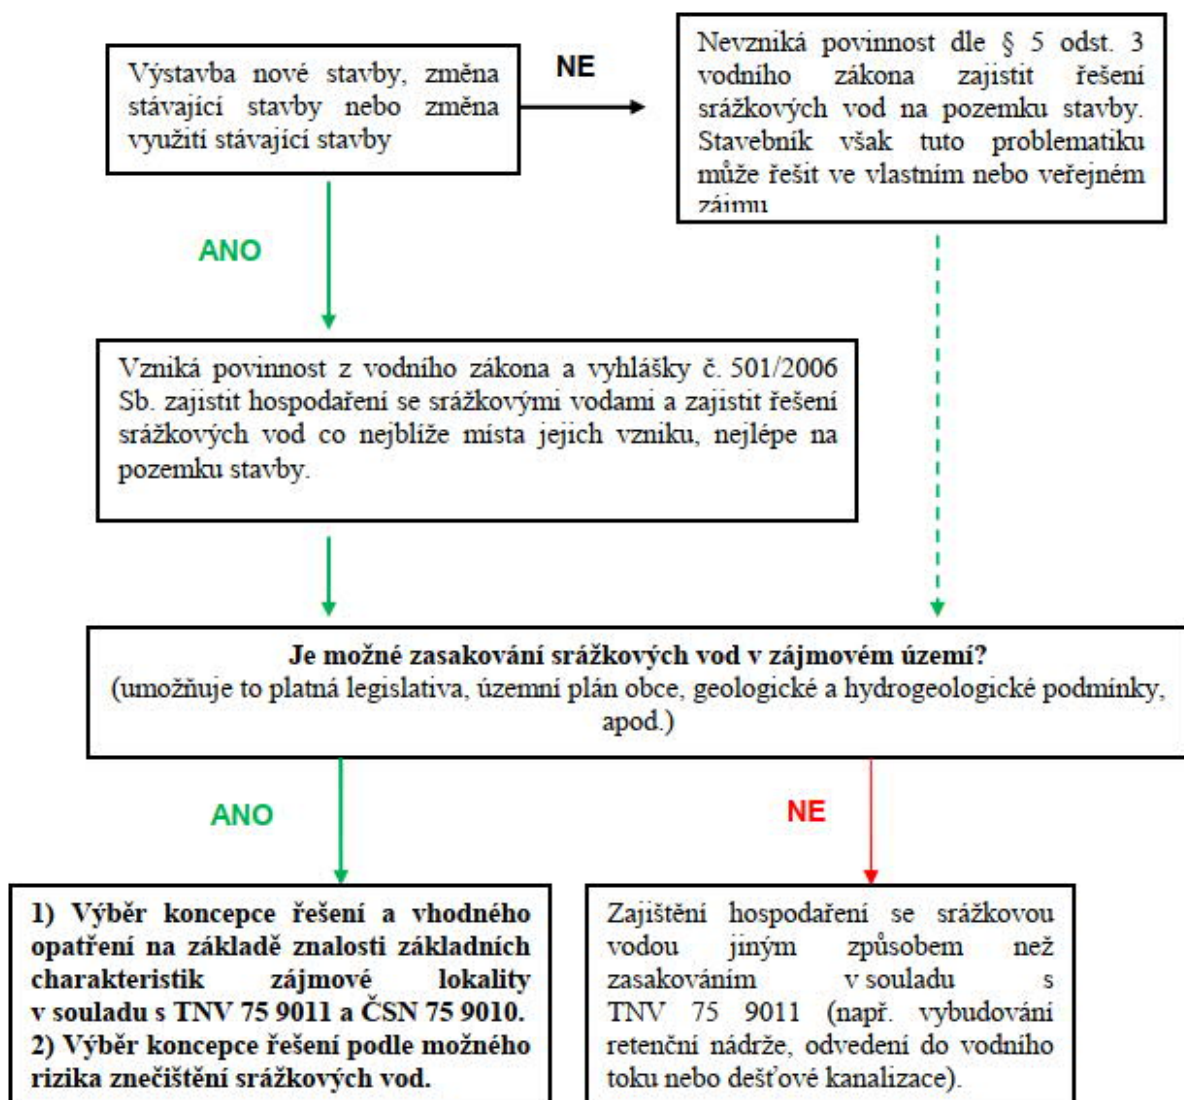 Výstavba nové stavby, změna
stávající stavby nebo změna
využití stávající stavby
NE
Nevzniká povinnost dle § 5 odst. 3
vodního zákona zajistit řešení
srážkových vod na pozemku stavby.
Stavebník však tuto problematiku
může řešit ve vlastním nebo veřejném
zájmu
ANO
Vzniká povinnost z vodního zákona a vyhlášky č. 501/2006
Sb. zajistit hospodaření se srážkovými vodami a zajistit řešení
srážkových vod co nejblíže místa jejich vzniku, nejlépe na
pozemku stavby.
Je možné zasakování srážkových vod v zájmovém území?
(umožňuje to platná legislativa, územní plán obce, geologické a hydrogeologické podmínky,
apod.)
ANO
NE
1) Výběr koncepce řešení a vhodného
opatření na základě znalosti základních
charakteristik zájmové lokality
v souladu s TNV 75 9011 a ČSN 75 9010.
2) Výběr koncepce řešení podle možného
rizika znečištění srážkových vod.
Zajištění hospodaření se srážkovou
vodou jiným způsobem než
zasakováním v souladu s
TNV 75 9011 (např. vybudování
retenční nádrže, odvedení do vodního
toku nebo dešťové kanalizace).